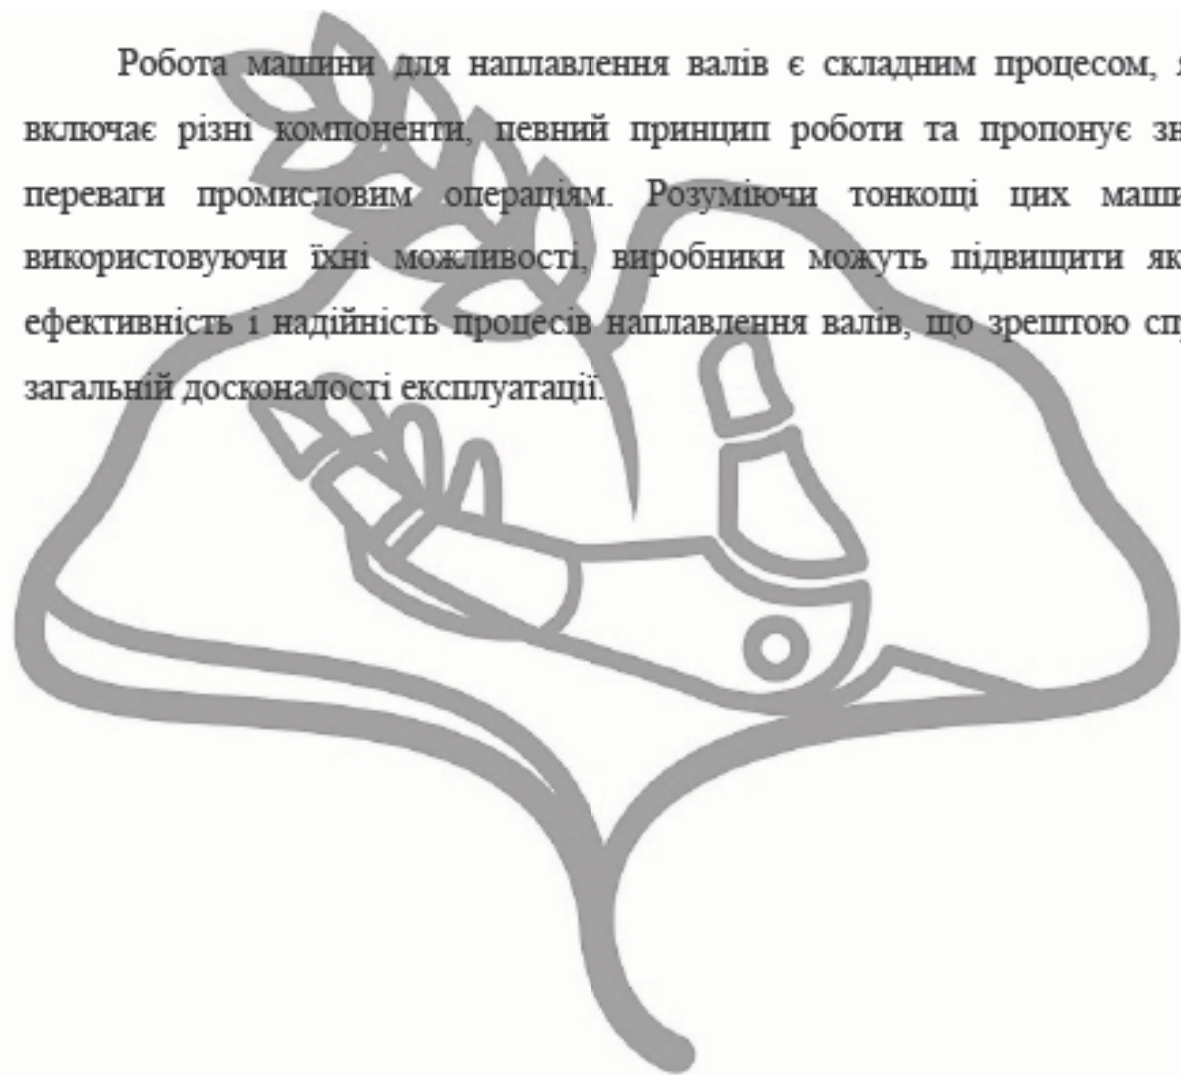 Робота машини для наплавлення валів є складним процесом,
включає різні компоненти, певний принцип роботи та пропонує
переваги промисловим операціям. Розуміючи тонкощі цих
використовуючи їхні можливості, виробники можуть підвищити
ефективність і надійність процесів наплавлення валів, що зрештою
загальній досконалості експлуатації.